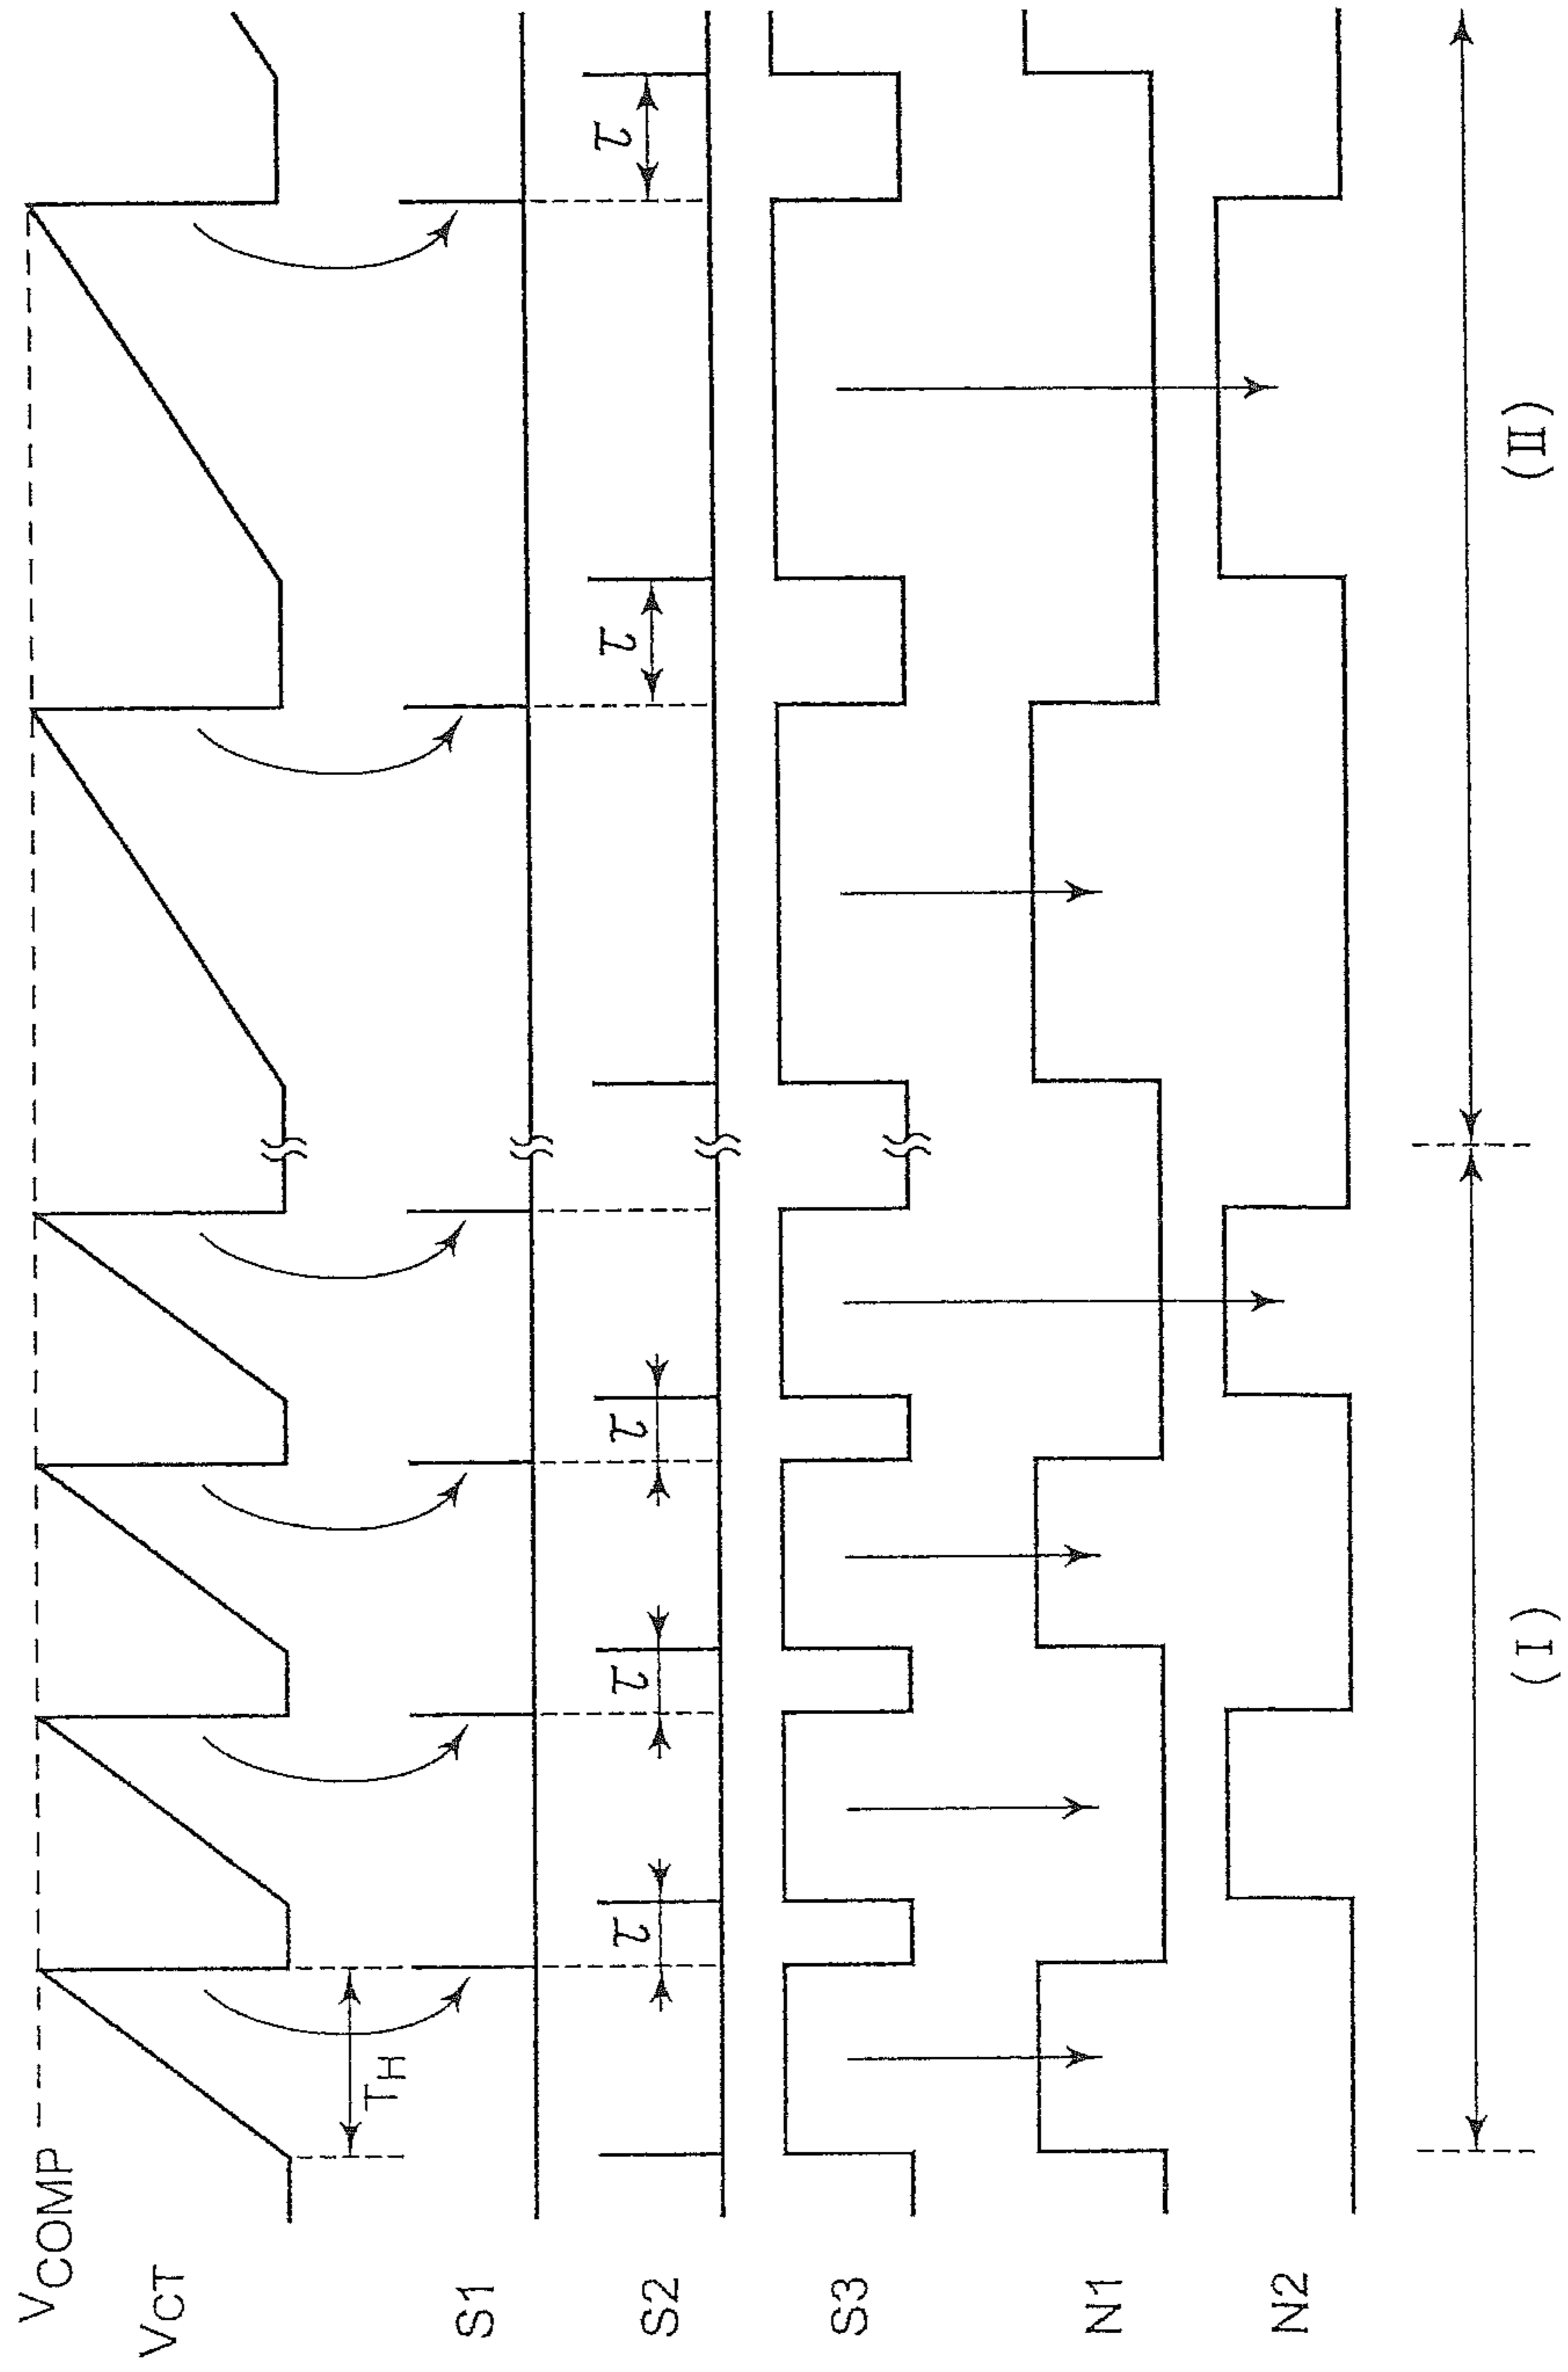 VCOMP
VCT
TH
S1
S2 τ τ τ τ τ
S3
N1
N2
(I) (II)